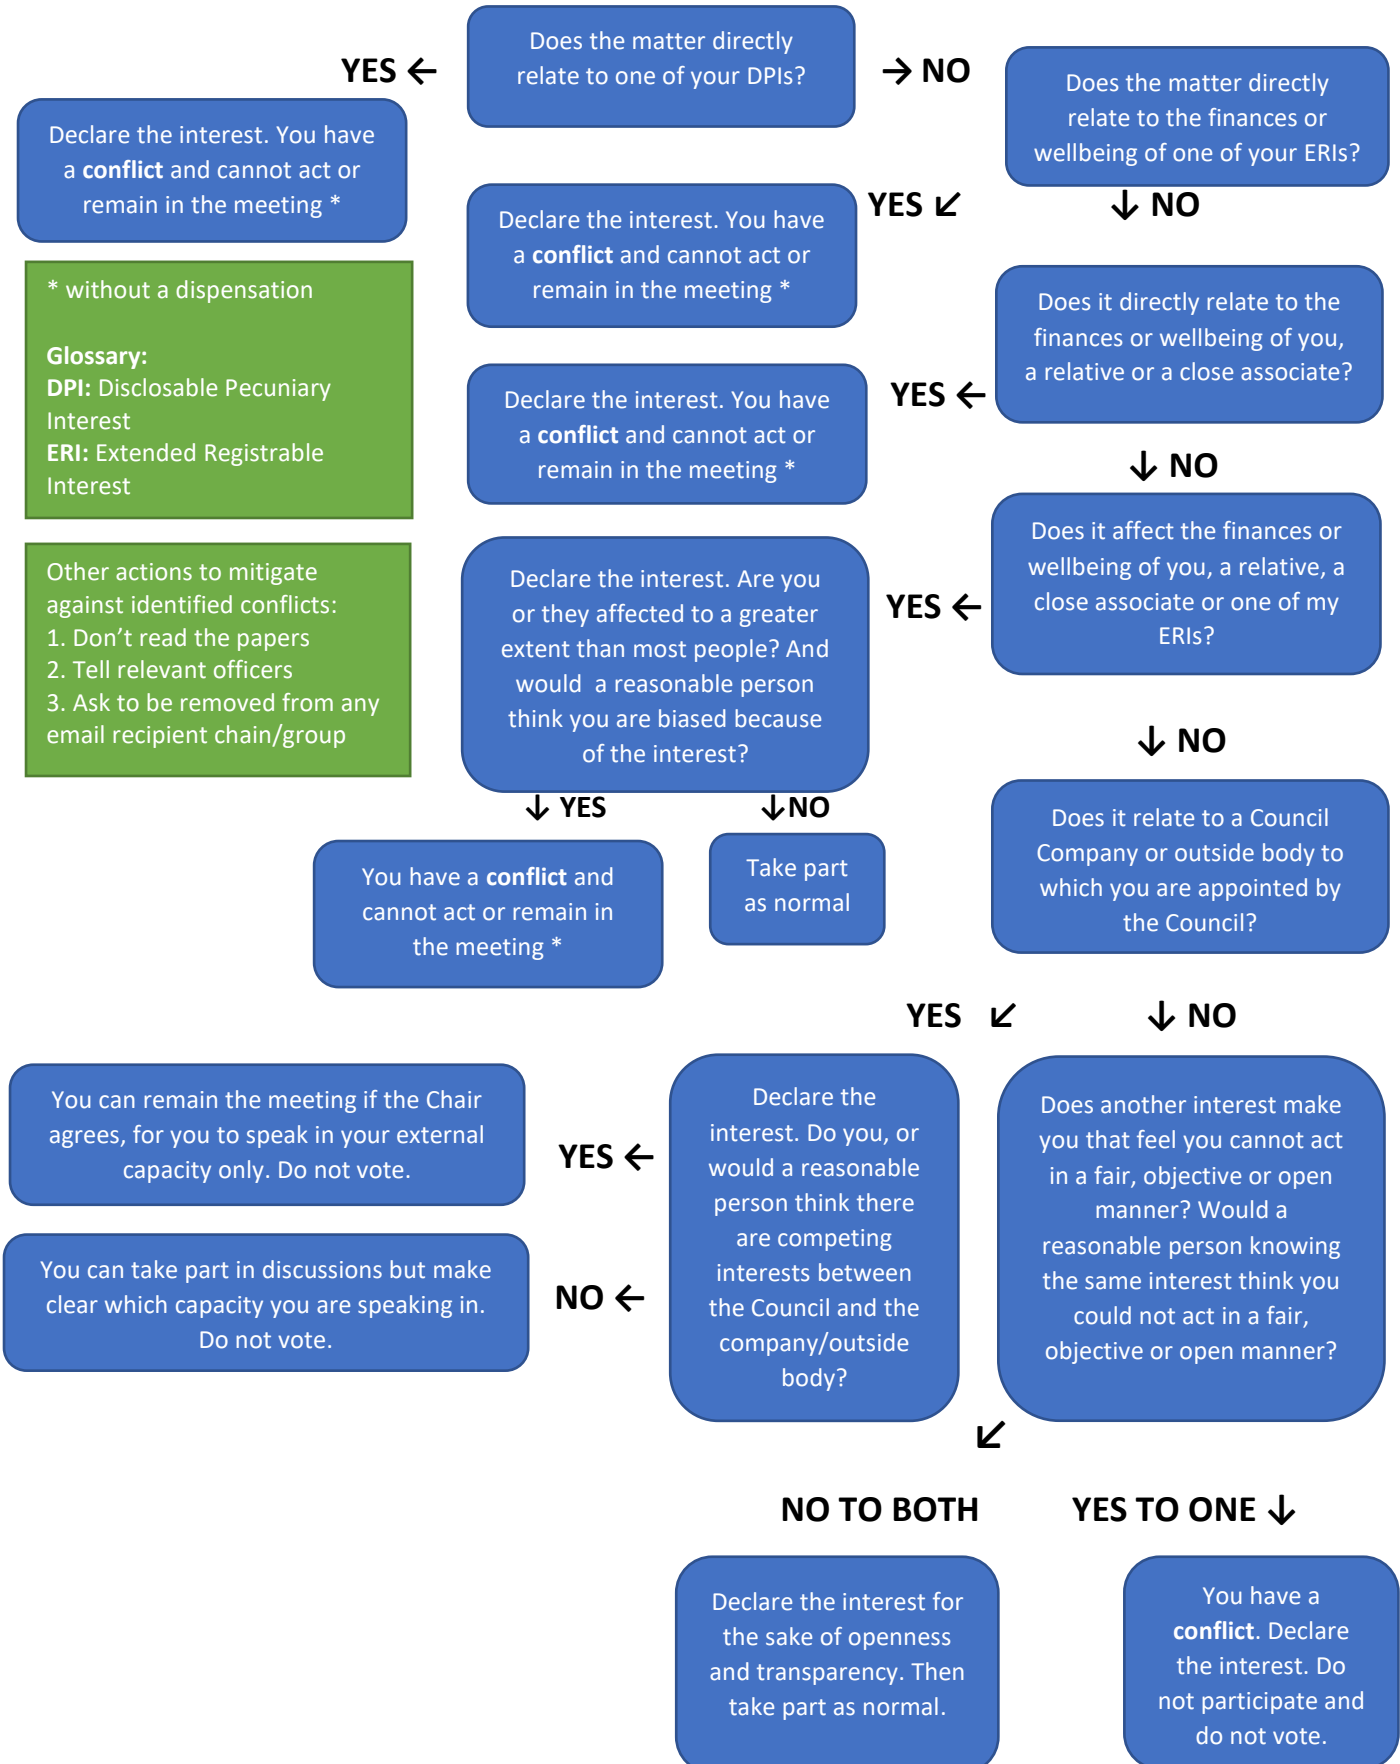 Does the matter directly
relate to one of your DPIs?
YES ←
→ NO
Declare the interest. You have
a conflict and cannot act or
remain in the meeting *
Does the matter directly
relate to the finances or
wellbeing of one of your ERIs?
YES ↙
↓ NO
Declare the interest. You have
a conflict and cannot act or
remain in the meeting *
* without a dispensation
Glossary:
DPI: Disclosable Pecuniary
Interest
ERI: Extended Registrable
Interest
Does it directly relate to the
finances or wellbeing of you,
a relative or a close associate?
YES ←
↓ NO
Declare the interest. You have
a conflict and cannot act or
remain in the meeting *
Does it affect the finances or
wellbeing of you, a relative, a
close associate or one of my
ERIs?
YES ←
↓ NO
Other actions to mitigate
against identified conflicts:
1. Don’t read the papers
2. Tell relevant officers
3. Ask to be removed from any
email recipient chain/group
Declare the interest. Are you
or they affected to a greater
extent than most people? And
would  a reasonable person
think you are biased because
of the interest?
↓ YES
↓NO
You have a conflict and
cannot act or remain in
the meeting *
Take part
as normal
Does it relate to a Council
Company or outside body to
which you are appointed by
the Council?
YES ↙
↓ NO
Declare the
interest. Do you, or
would a reasonable
person think there
are competing
interests between
the Council and the
company/outside
body?
YES ←
You can remain the meeting if the Chair
agrees, for you to speak in your external
capacity only. Do not vote.
NO ←
You can take part in discussions but make
clear which capacity you are speaking in.
Do not vote.
Does another interest make
you that feel you cannot act
in a fair, objective or open
manner? Would a
reasonable person knowing
the same interest think you
could not act in a fair,
objective or open manner?
↙
NO TO BOTH
YES TO ONE ↓
Declare the interest for
the sake of openness
and transparency. Then
take part as normal.
You have a
conflict. Declare
the interest. Do
not participate and
do not vote.